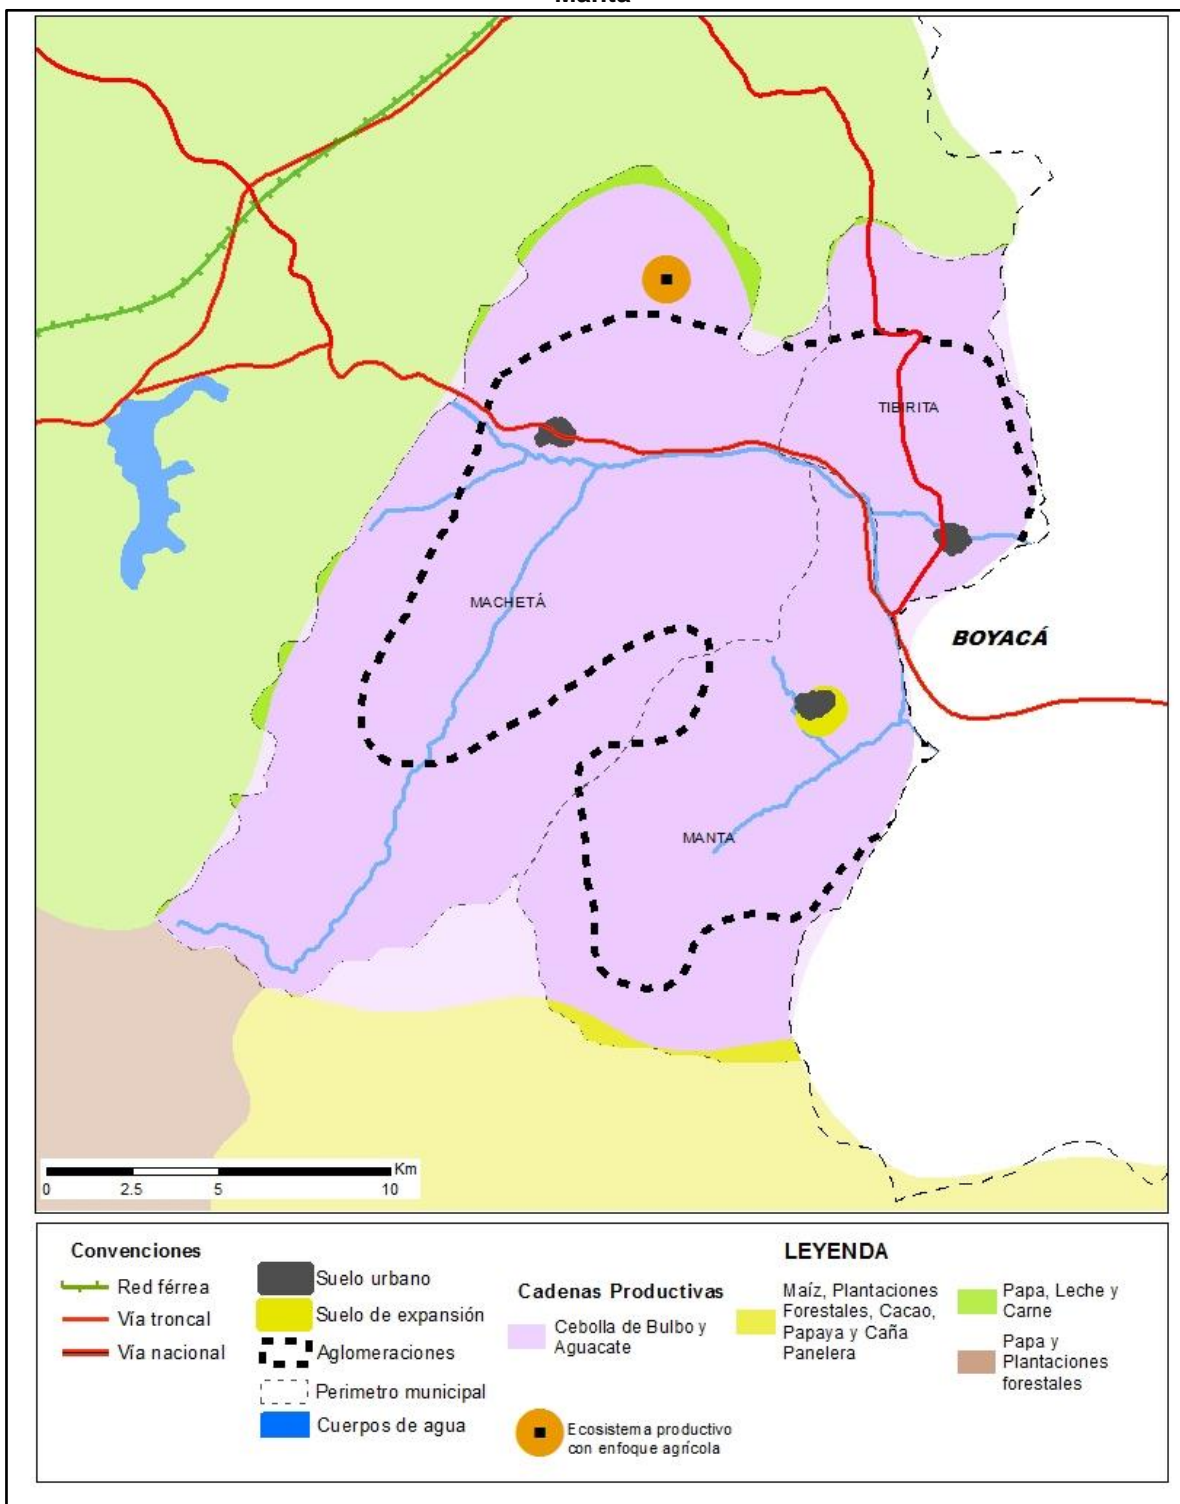 Manta
TIBIRITA
MACHETÁ
BOYACÁ
MANTA
Km
0 2.5 5 10
Convenciones
Red férrea
Vía troncal
Vía nacional
Suelo urbano
Suelo de expansión
Aglomeraciones
Perimetro municipal
Cuerpos de agua
Cadenas Productivas
Cebolla de Bulbo y
Aguacate
Ecosistema productivo
con enfoque agrícola
LEYENDA
Maíz, Plantaciones
Forestales, Cacao,
Papaya y Caña
Panelera
Papa, Leche y
Carne
Papa y
Plantaciones
forestales